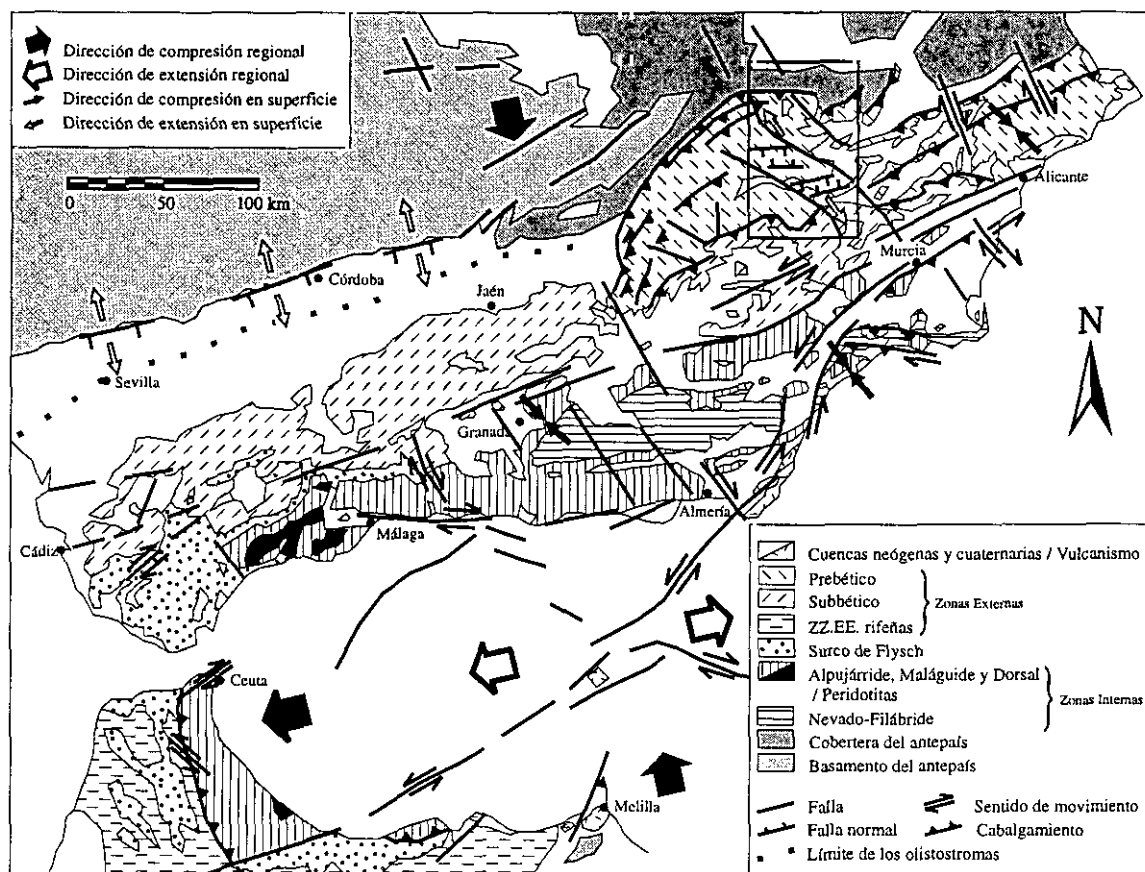 Dirección de compresión regional
Dirección de extensión regional
Dirección de compresión en superficie
Dirección de extensión en superficie
0 50 100 km
Alicante
Murcia
Córdoba
Jaén
N
Sevilla
Granada
Almería
Málaga
Cádiz
Ceuta
Melilla
Cuencas neógenas y cuaternarias / Vulcanismo
Prebético
Subbético
Zonas Externas
ZZ.EE. rifeñas
Surco de Flysch
Alpujárride, Maláguide y Dorsal
/ Peridotitas
Zonas Internas
Nevado-Filábride
Cobertera del antepaís
Basamento del antepaís
Falla
Sentido de movimiento
Falla normal
Cabalgamiento
Límite de los olistostromas